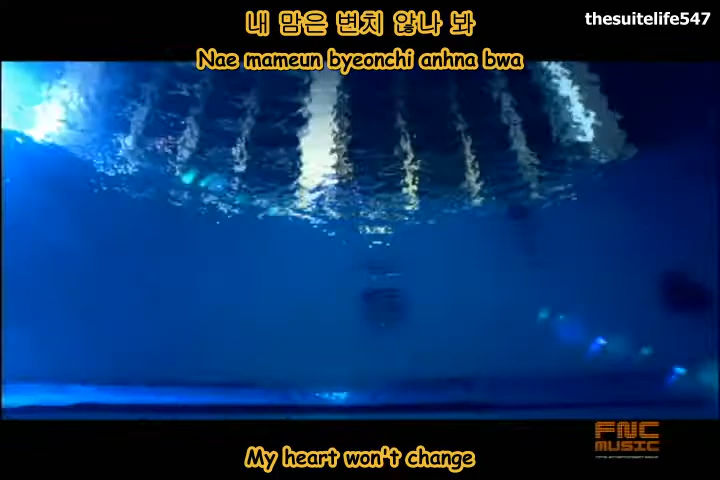 내 맘은 변치 않나 봐
thesuitelife547
Nae mameun byeonchi anhna bwa
FNC
MUSIC
My heart won't change